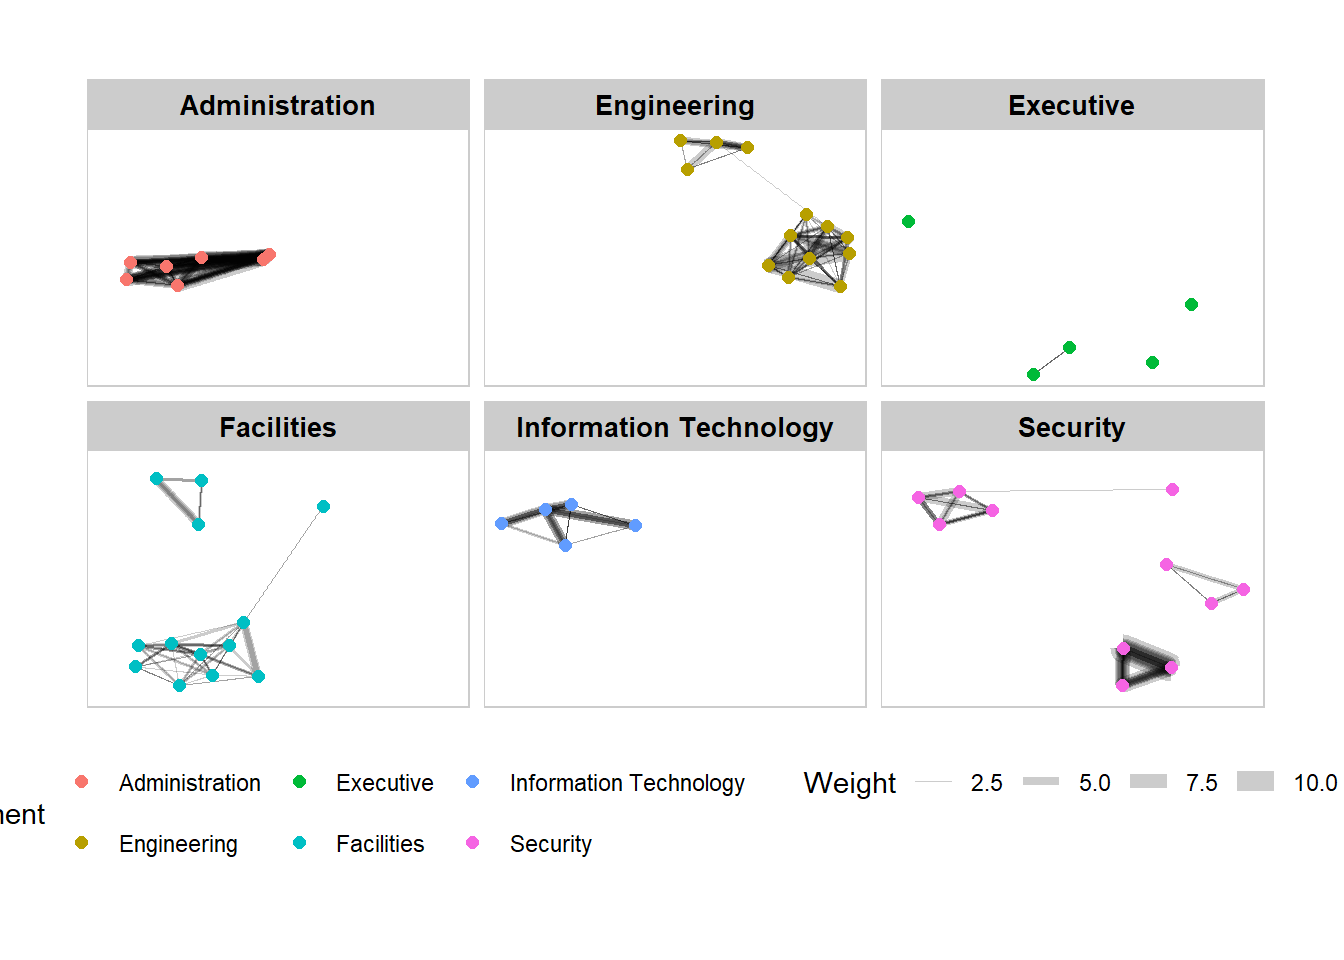 Administration
Engineering
Executive
Facilities
Information Technology
Security
Administration
Executive
Information Technology
Weight
2.5
5.0
7.5
10.0
Engineering
Facilities
Security